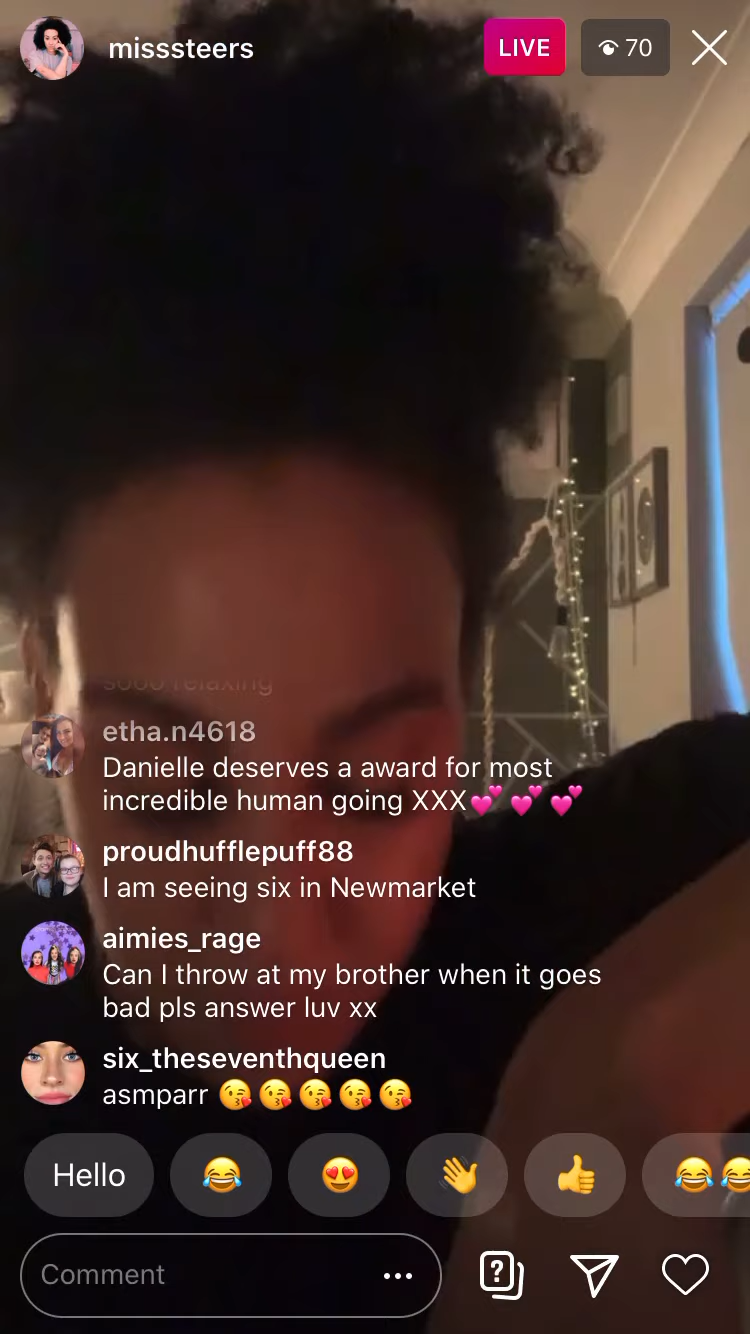 misssteers
LIVE
70
sooo relaxing
etha.n4618
Danielle deserves a award for most
incredible human going XXX💕💕💕
proudhufflepuff88
I am seeing six in Newmarket
aimies_rage
Can I throw at my brother when it goes
bad pls answer luv xx
six_theseventhqueen
asmparr 😘😘😘😘😘
Hello 😂 😍 👋 👍 😂😂
Comment